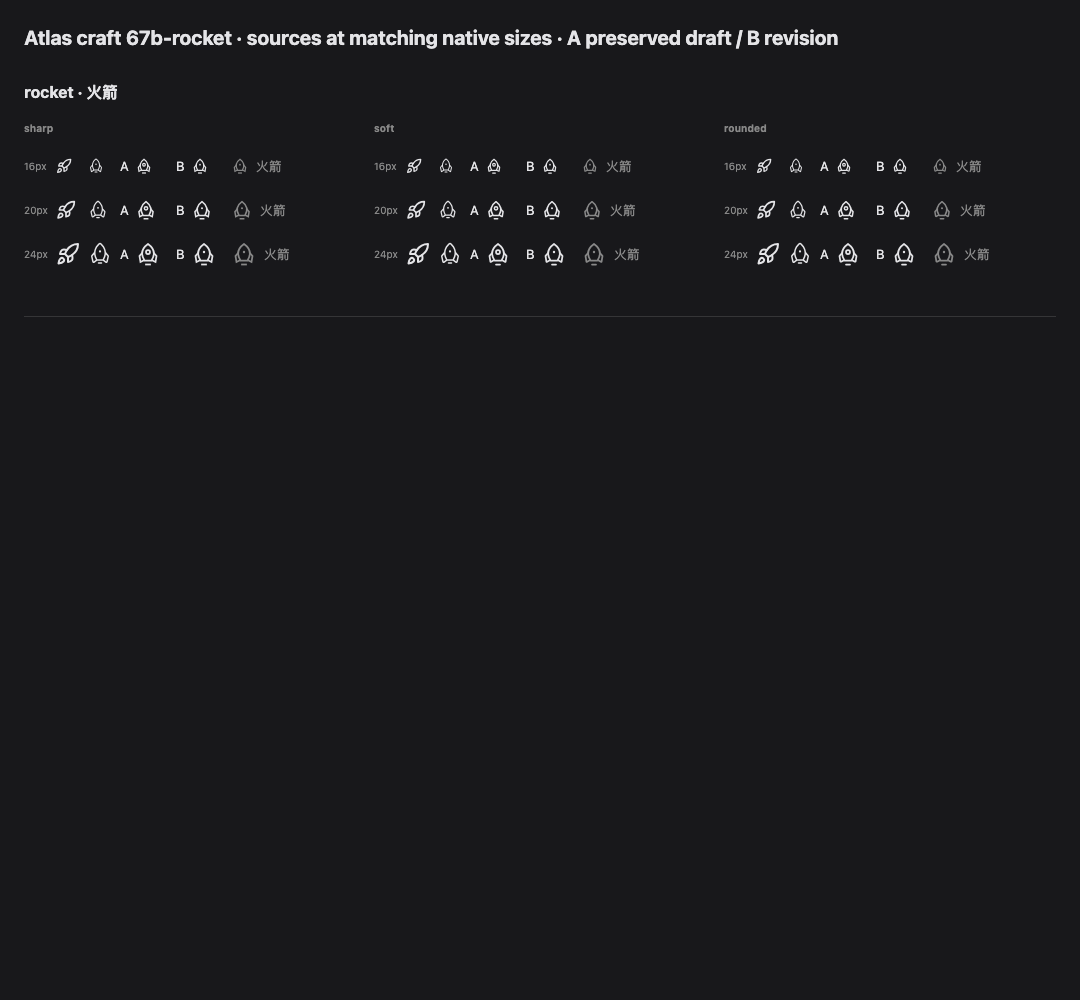 Atlas craft 67b-rocket · sources at matching native sizes · A preserved draft / B revision
rocket · 火箭
sharp soft rounded
16px A B 火箭 16px A B 火箭 16px A B 火箭
20px A B 火箭 20px A B 火箭 20px A B 火箭
24px A B 火箭 24px A B 火箭 24px A B 火箭